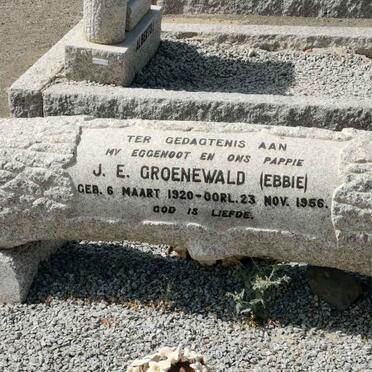 TER GEDAGTENIS AAN
MY EGGENOOT EN ONS PAPPIE
J. E. GROENEWALD (EBBIE)
GEB. 6 MAART 1920-OORL. 23 NOV. 1956.
GOD IS LIEFDE.